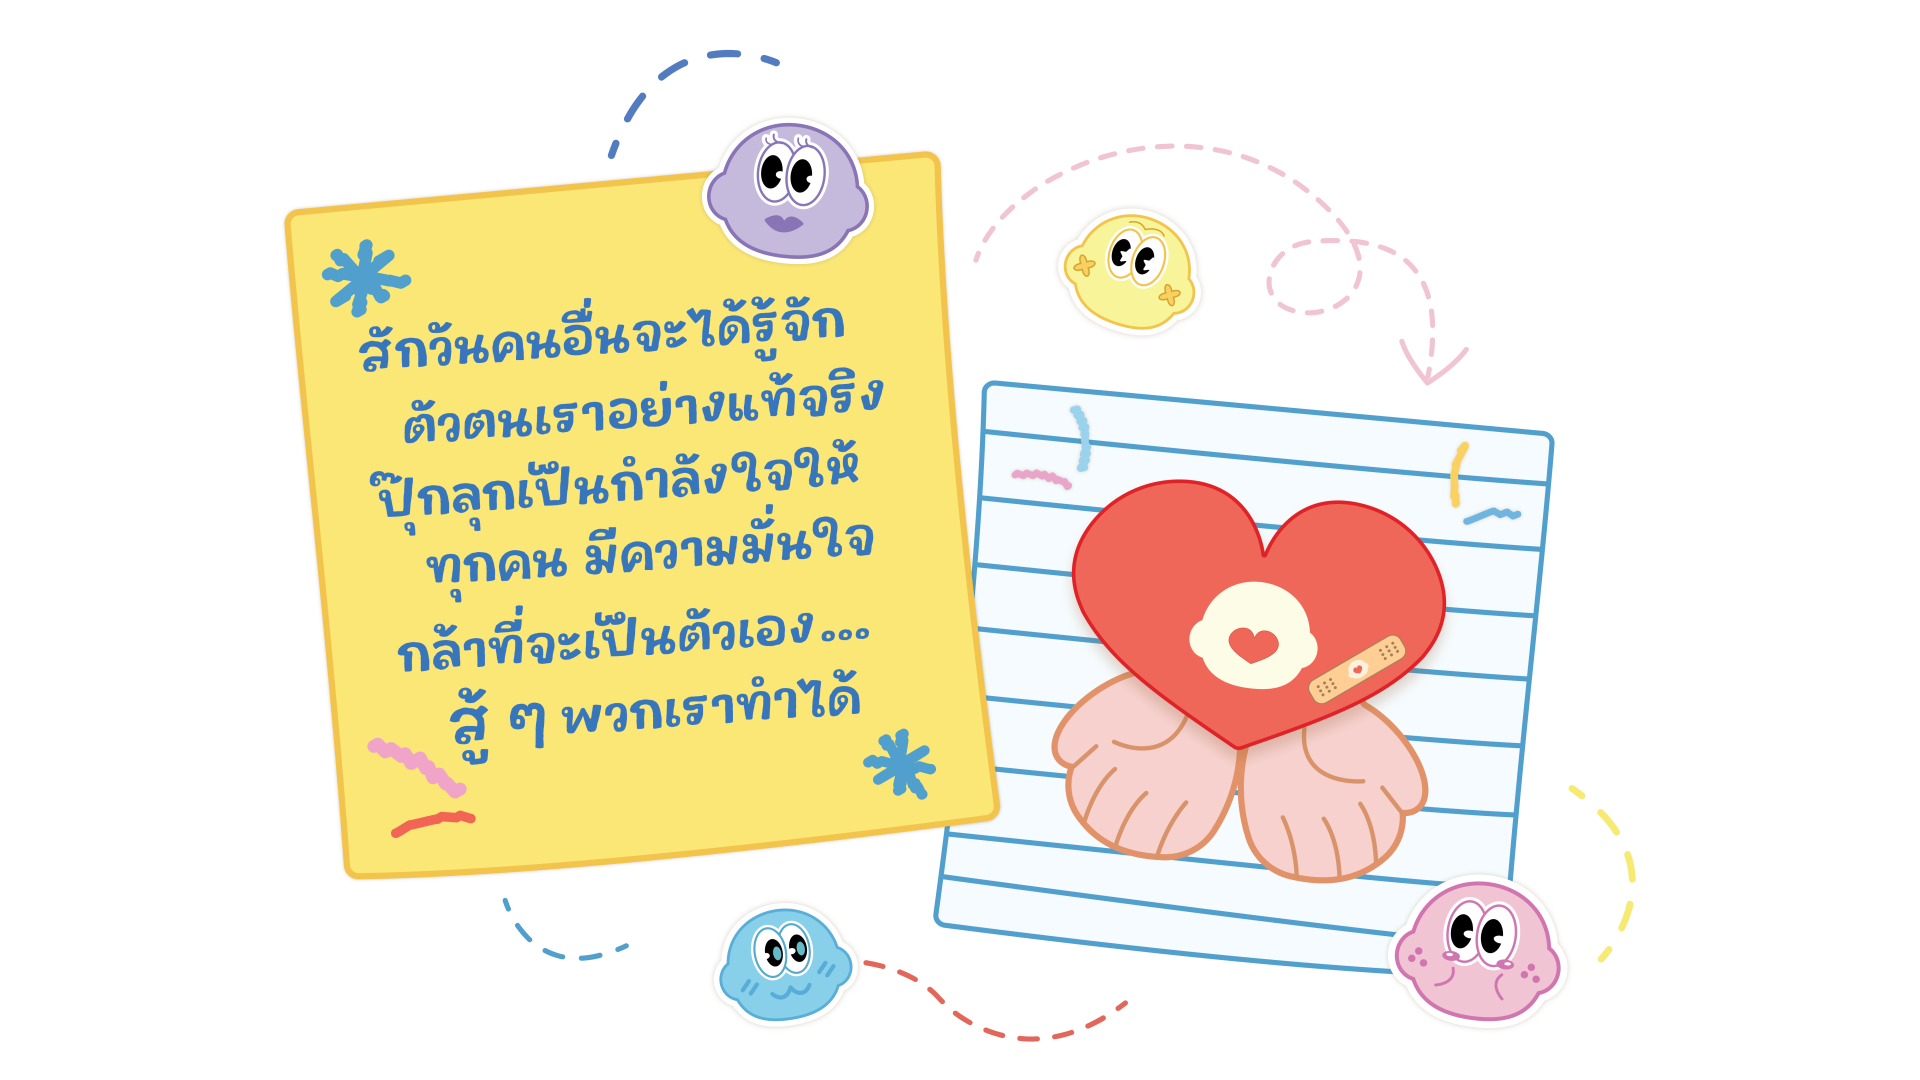 สักวันคนอื่นจะได้รู้จัก
ตัวตนเราอย่างแท้จริง
ปุ๊กลุกเป็นกำลังใจให้
ทุกคน มีความมั่นใจ
กล้าที่จะเป็นตัวเอง...
สู้ ๆ พวกเราทำได้